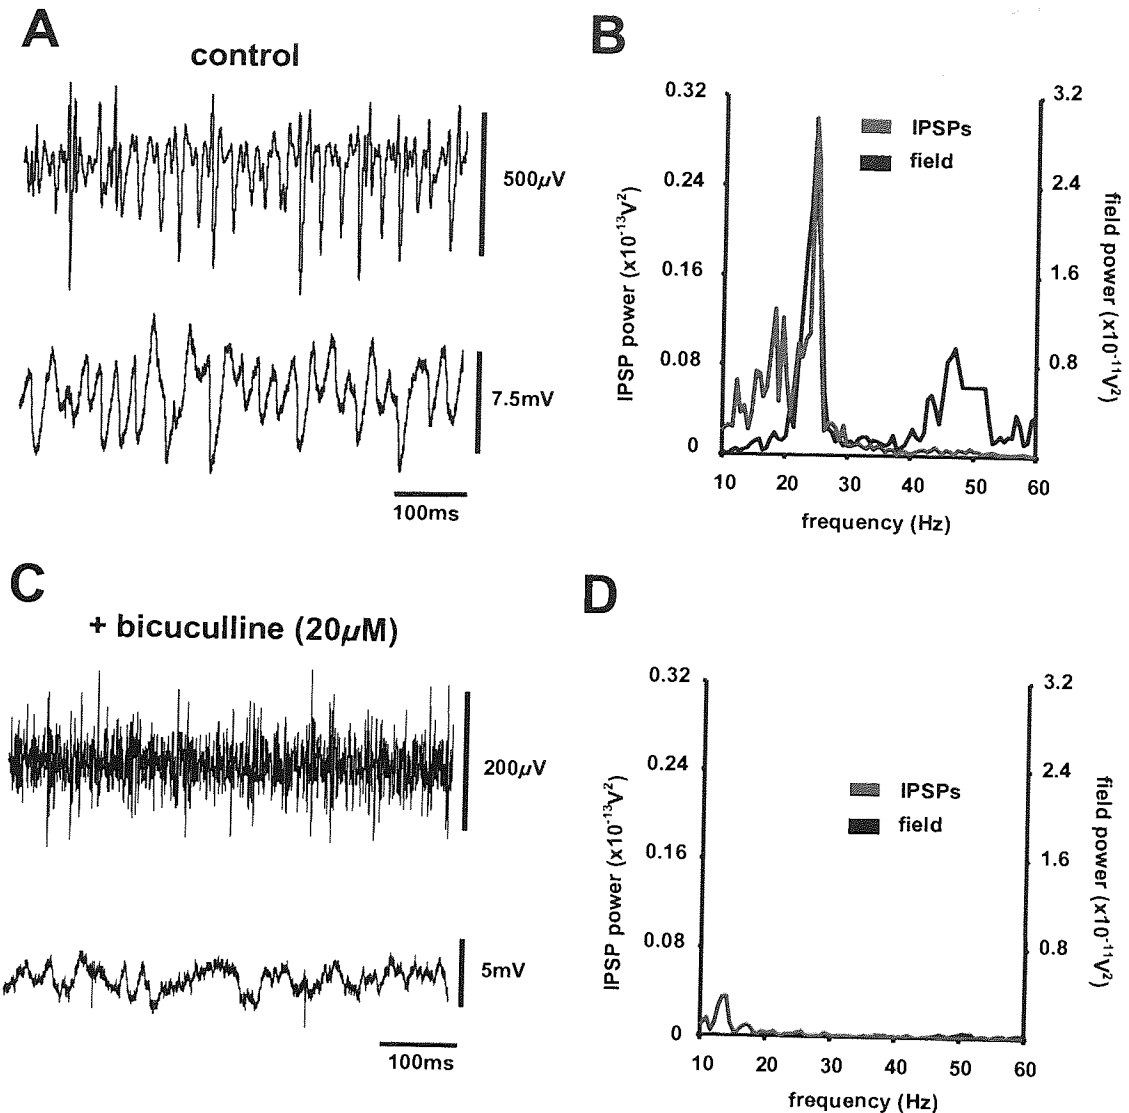 A
control
500µV
7.5mV
100ms
B
0.32
0.24
0.16
0.08
0
IPSP power (x10⁻¹³V²)
IPSPs
field
3.2
2.4
1.6
0.8
field power (x10⁻¹¹V²)
10 20 30 40 50 60
frequency (Hz)
C
+ bicuculline (20µM)
200µV
5mV
100ms
D
0.32
0.24
0.16
0.08
0
IPSP power (x10⁻¹³V²)
IPSPs
field
3.2
2.4
1.6
0.8
field power (x10⁻¹¹V²)
10 20 30 40 50 60
frequency (Hz)